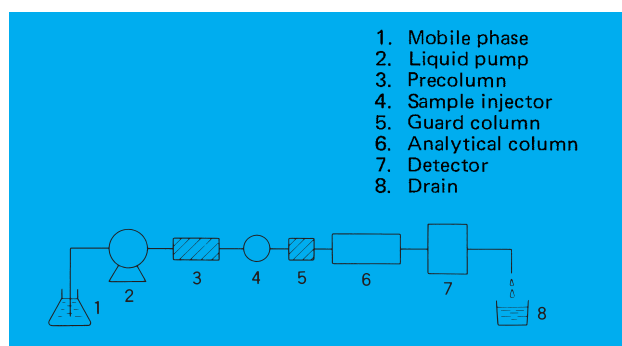 1. Mobile phase
2. Liquid pump
3. Precolumn
4. Sample injector
5. Guard column
6. Analytical column
7. Detector
8. Drain
1
2
3
4
5
6
7
8